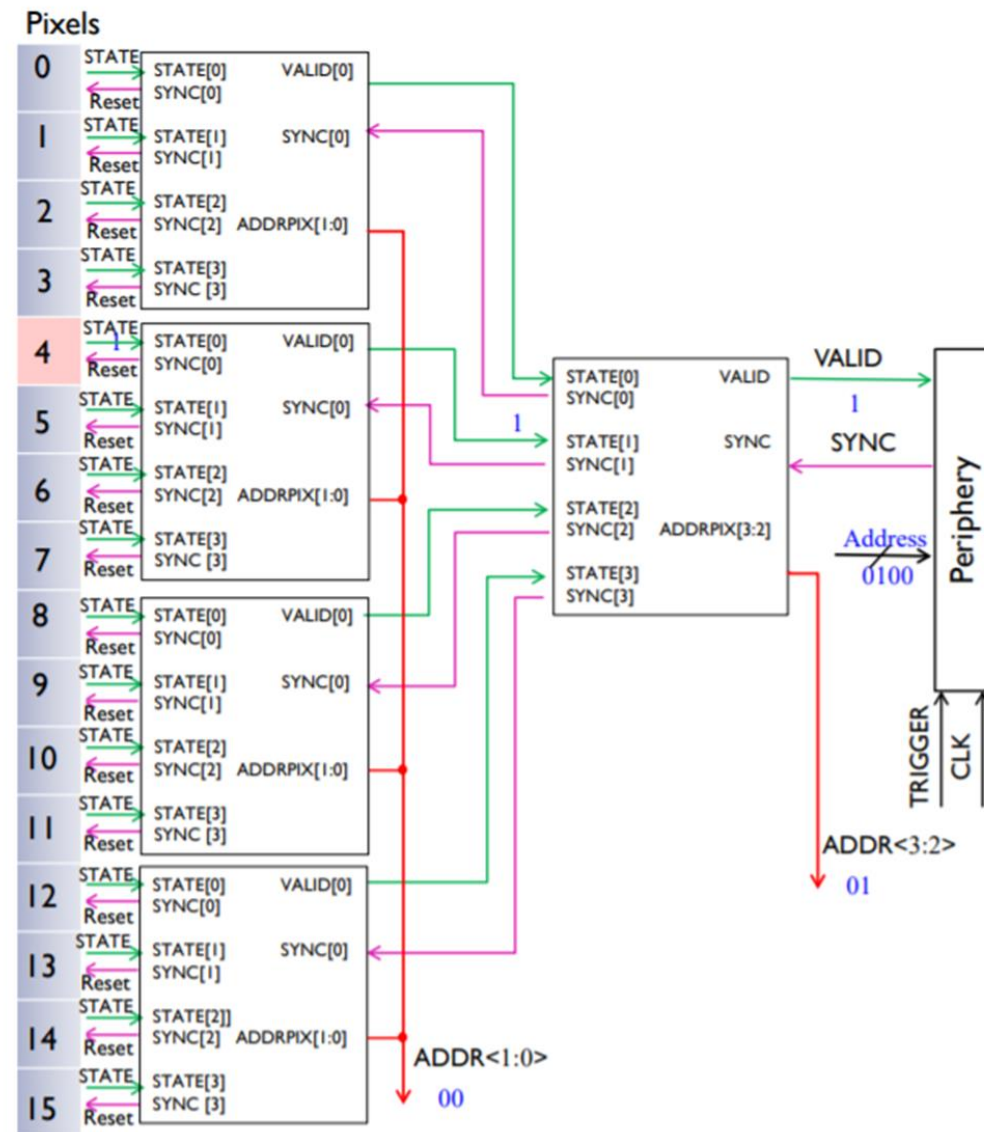 Pixels
0
STATE
Reset
STATE[0]
SYNC[0]
VALID[0]
1
STATE
Reset
STATE[1]
SYNC[1]
SYNC[0]
2
STATE
Reset
STATE[2]
SYNC[2]
ADDRPIX[1:0]
3
STATE
Reset
STATE[3]
SYNC [3]
4
STATE
1
Reset
STATE[0]
SYNC[0]
VALID[0]
5
STATE
Reset
STATE[1]
SYNC[1]
SYNC[0]
6
STATE
Reset
STATE[2]
SYNC[2]
ADDRPIX[1:0]
7
STATE
Reset
STATE[3]
SYNC [3]
8
STATE
Reset
STATE[0]
SYNC[0]
VALID[0]
9
STATE
Reset
STATE[1]
SYNC[1]
SYNC[0]
10
STATE
Reset
STATE[2]
SYNC[2]
ADDRPIX[1:0]
11
STATE
Reset
STATE[3]
SYNC [3]
12
STATE
Reset
STATE[0]
SYNC[0]
VALID[0]
13
STATE
Reset
STATE[1]
SYNC[1]
SYNC[0]
14
STATE
Reset
STATE[2]]
SYNC[2]
ADDRPIX[1:0]
15
STATE
Reset
STATE[3]
SYNC [3]
ADDR<1:0>
00
STATE[0]
SYNC[0]
1
STATE[1]
SYNC[1]
STATE[2]
SYNC[2]
STATE[3]
SYNC[3]
VALID
SYNC
ADDRPIX[3:2]
VALID
1
SYNC
Address
0100
Periphery
TRIGGER
CLK
ADDR<3:2>
01